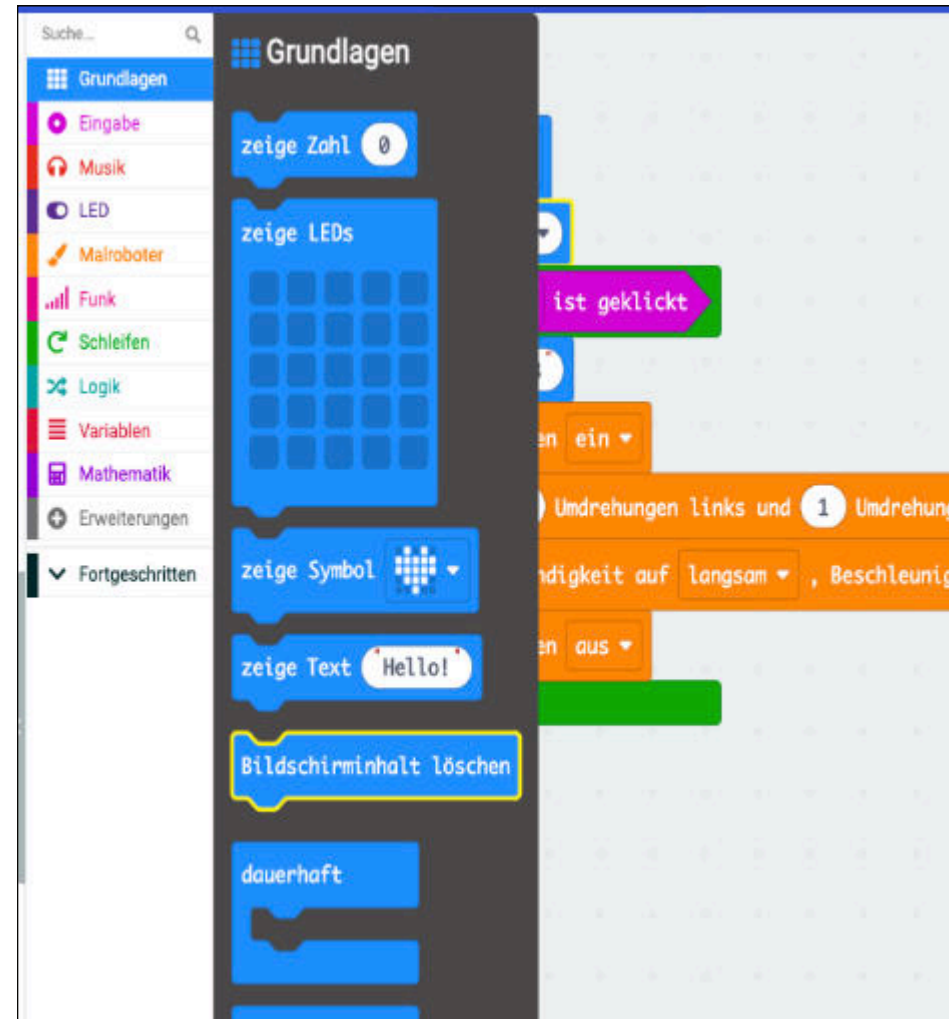 Suche...
Grundlagen
Eingabe
Musik
LED
Malroboter
Funk
Schleifen
Logik
Variablen
Mathematik
Erweiterungen
Fortgeschritten
Grundlagen
zeige Zahl 0
zeige LEDs
zeige Symbol
zeige Text "Hello!"
Bildschirminhalt löschen
dauerhaft
ist geklickt
en ein
Umdrehungen links und 1 Umdrehung
ndigkeit auf langsam , Beschleunig
en aus